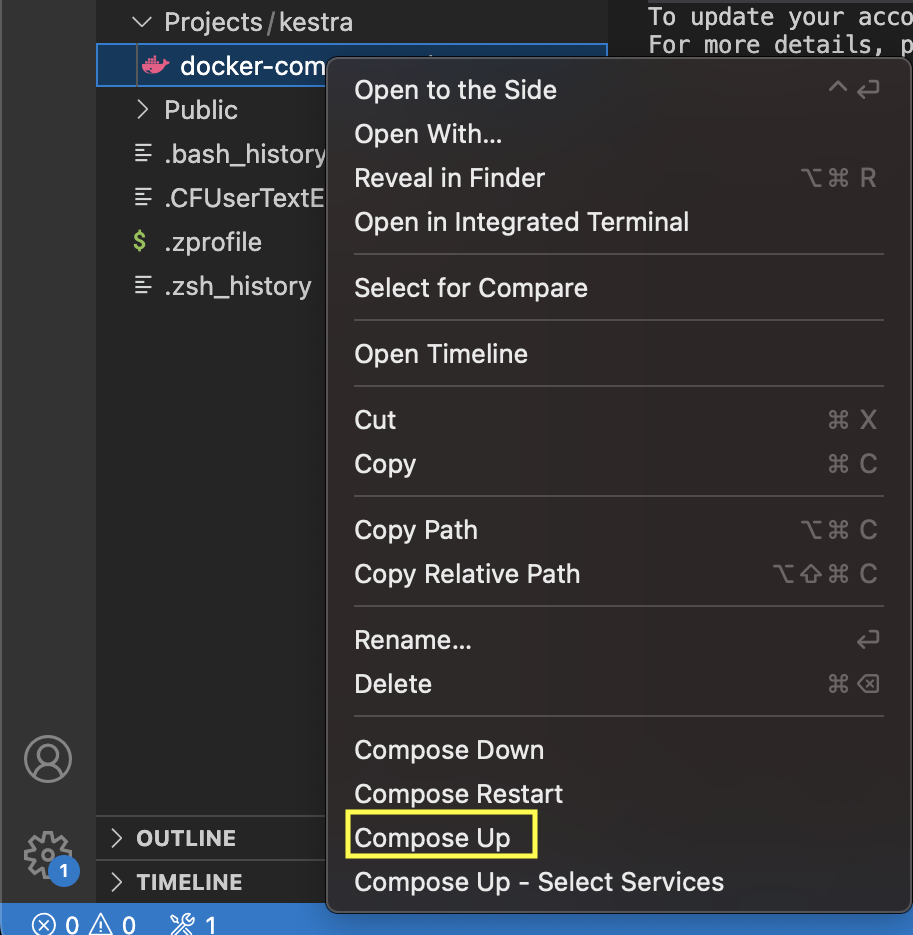 Projects/kestra
To update your acco
For more details, p
docker-com
Public
.bash_history
.CFUserTextE
.zprofile
.zsh_history
Open to the Side ^ ↩
Open With...
Reveal in Finder ⌥⌘ R
Open in Integrated Terminal
Select for Compare
Open Timeline
Cut ⌘ X
Copy ⌘ C
Copy Path ⌥⌘ C
Copy Relative Path ⌥⇧⌘ C
Rename... ↩
Delete ⌘ ⌫
Compose Down
Compose Restart
Compose Up
Compose Up - Select Services
OUTLINE
1
TIMELINE
0 0 1